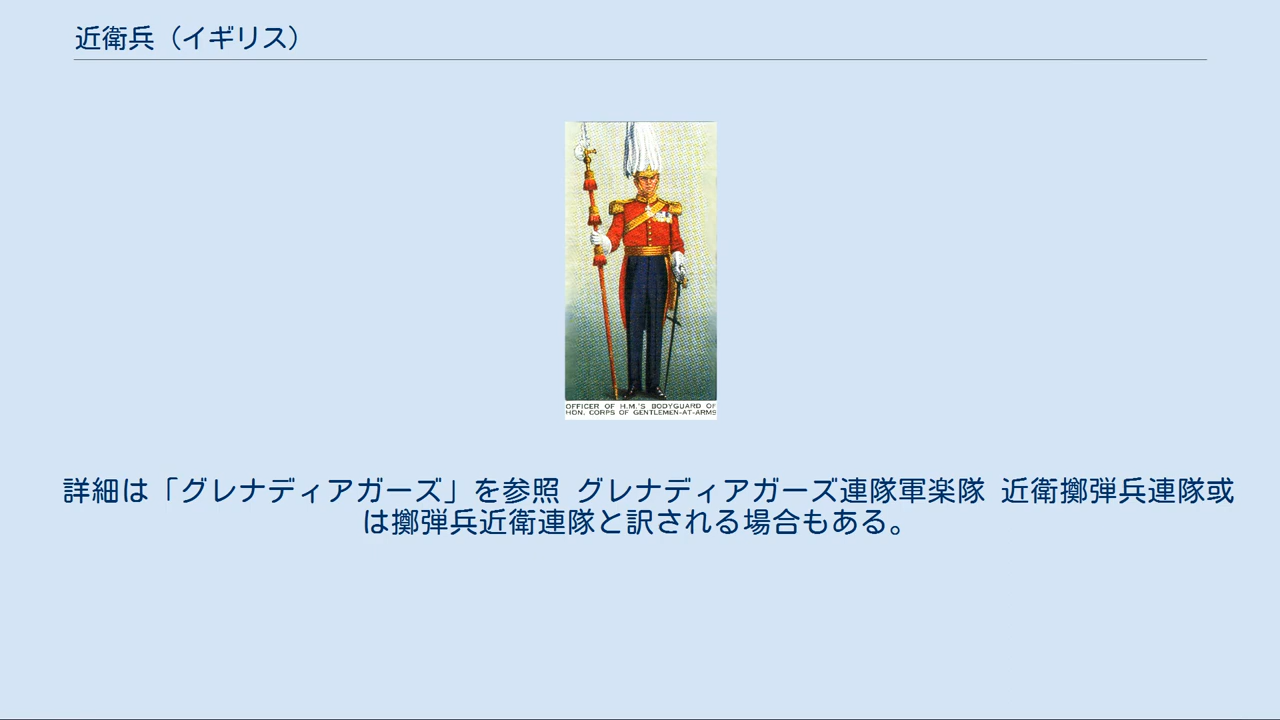 近衛兵（イギリス）
OFFICER OF H.M.'S BODYGUARD OF
HON. CORPS OF GENTLEMEN-AT-ARMS
詳細は「グレナディアガーズ」を参照 グレナディアガーズ連隊軍楽隊 近衛擲弾兵連隊或
は擲弾兵近衛連隊と訳される場合もある。